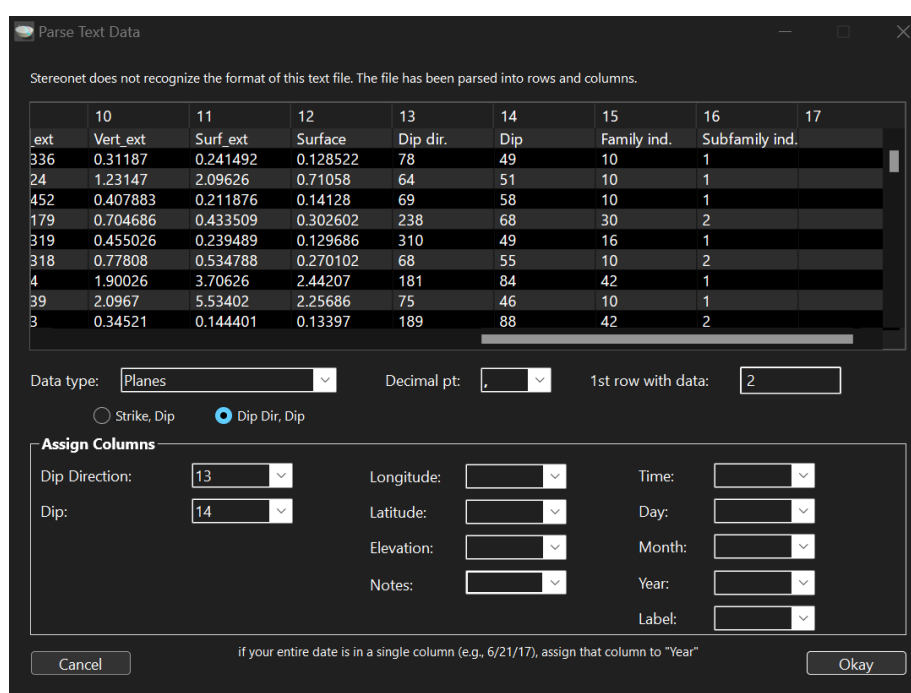 Parse Text Data
Stereonet does not recognize the format of this text file. The file has been parsed into rows and columns.
10 11 12 13 14 15 16 17
_ext Vert_ext Surf_ext Surface Dip dir. Dip Family ind. Subfamily ind.
336 0.31187 0.241492 0.128522 78 49 10 1
24 1.23147 2.09626 0.71058 64 51 10 1
452 0.407883 0.211876 0.14128 69 58 10 1
179 0.704686 0.433509 0.302602 238 68 30 2
319 0.455026 0.239489 0.129686 310 49 16 1
318 0.77808 0.534788 0.270102 68 55 10 2
4 1.90026 3.70626 2.44207 181 84 42 1
39 2.0967 5.53402 2.25686 75 46 10 1
3 0.34521 0.144401 0.13397 189 88 42 2
Data type: Planes Decimal pt: , 1st row with data: 2
Strike, Dip Dip Dir, Dip
Assign Columns
Dip Direction: 13 Longitude: Time:
Dip: 14 Latitude: Day:
Elevation: Month:
Notes: Year:
Label:
if your entire date is in a single column (e.g., 6/21/17), assign that column to "Year"
Cancel Okay